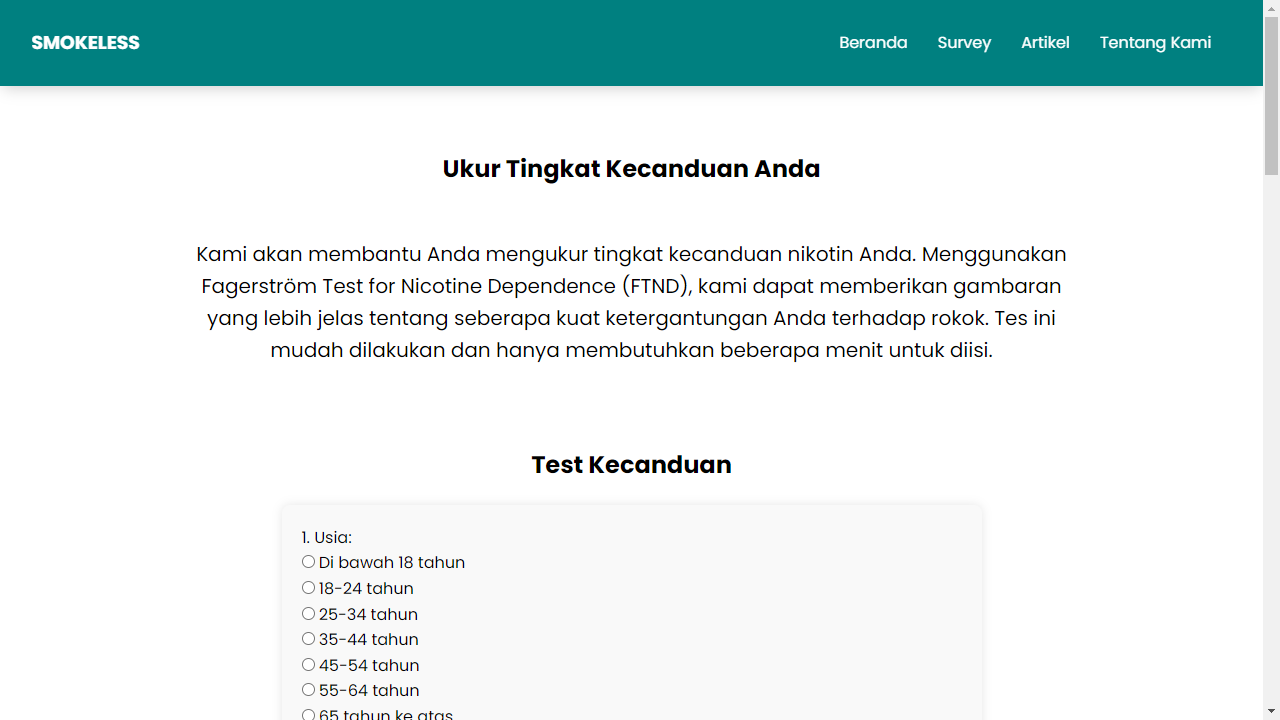 SMOKELESS
Beranda Survey Artikel Tentang Kami
Ukur Tingkat Kecanduan Anda
Kami akan membantu Anda mengukur tingkat kecanduan nikotin Anda. Menggunakan
Fagerström Test for Nicotine Dependence (FTND), kami dapat memberikan gambaran
yang lebih jelas tentang seberapa kuat ketergantungan Anda terhadap rokok. Tes ini
mudah dilakukan dan hanya membutuhkan beberapa menit untuk diisi.
Test Kecanduan
1. Usia:
Di bawah 18 tahun
18-24 tahun
25-34 tahun
35-44 tahun
45-54 tahun
55-64 tahun
65 tahun ke atas